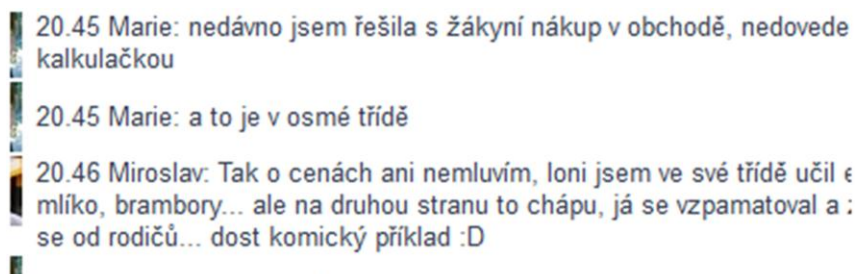 20.45 Marie: nedávno jsem řešila s žákyní nákup v obchodě, nedovede
kalkulačkou
20.45 Marie: a to je v osmé třídě
20.46 Miroslav: Tak o cenách ani nemluvím, loni jsem ve své třídě učil
mlíko, brambory... ale na druhou stranu to chápu, já se vzpamatoval a
se od rodičů... dost komický příklad :D